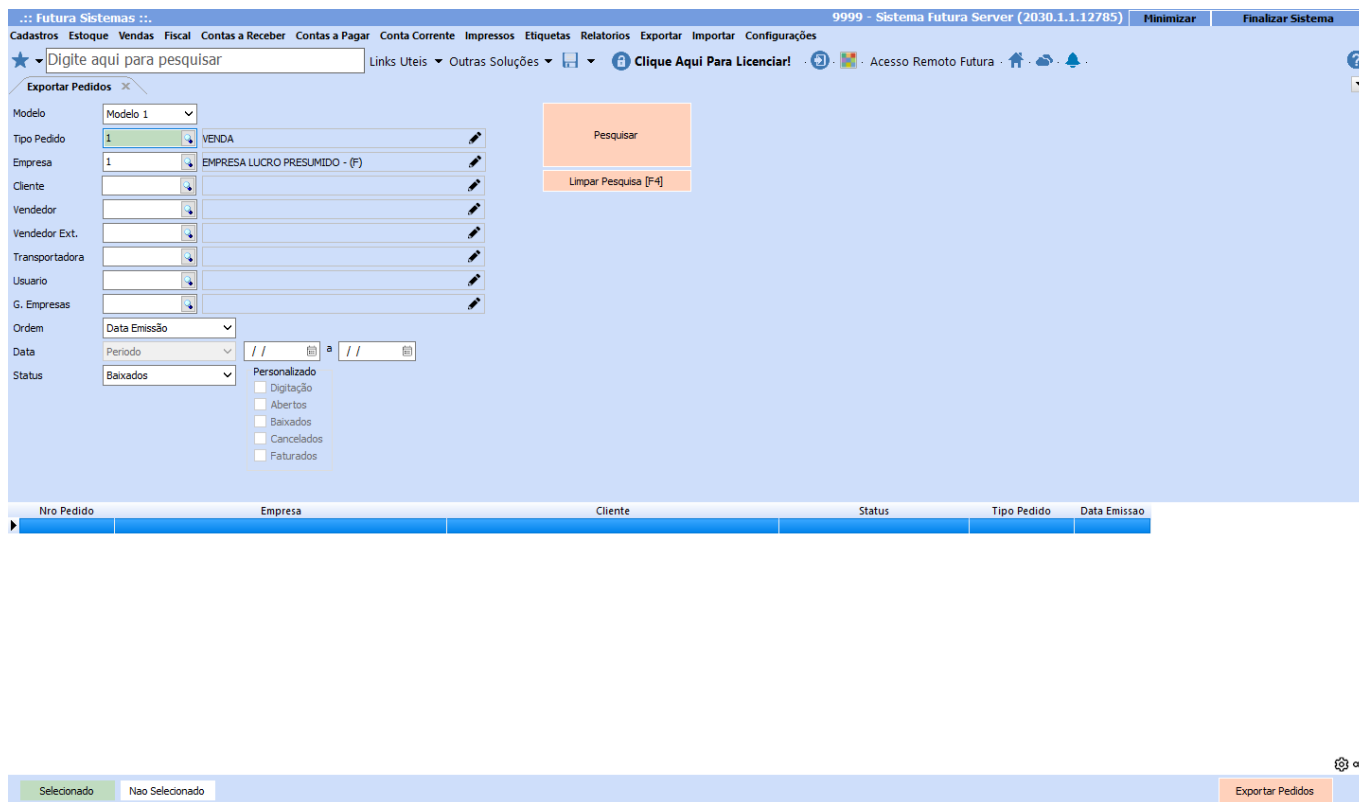 .:: Futura Sistemas ::. 9999 - Sistema Futura Server (2030.1.1.12785) Minimizar Finalizar Sistema
Cadastros Estoque Vendas Fiscal Contas a Receber Contas a Pagar Conta Corrente Impressos Etiquetas Relatorios Exportar Importar Configurações
Digite aqui para pesquisar Links Uteis Outras Soluções Clique Aqui Para Licenciar! Acesso Remoto Futura
Exportar Pedidos
Modelo Modelo 1
Tipo Pedido 1 VENDA Pesquisar
Empresa 1 EMPRESA LUCRO PRESUMIDO - (F)
Cliente Limpar Pesquisa [F4]
Vendedor
Vendedor Ext.
Transportadora
Usuario
G. Empresas
Ordem Data Emissão
Data Periodo / / a / /
Status Baixados Personalizado
Digitação
Abertos
Baixados
Cancelados
Faturados
Nro Pedido Empresa Cliente Status Tipo Pedido Data Emissao
Selecionado Nao Selecionado Exportar Pedidos